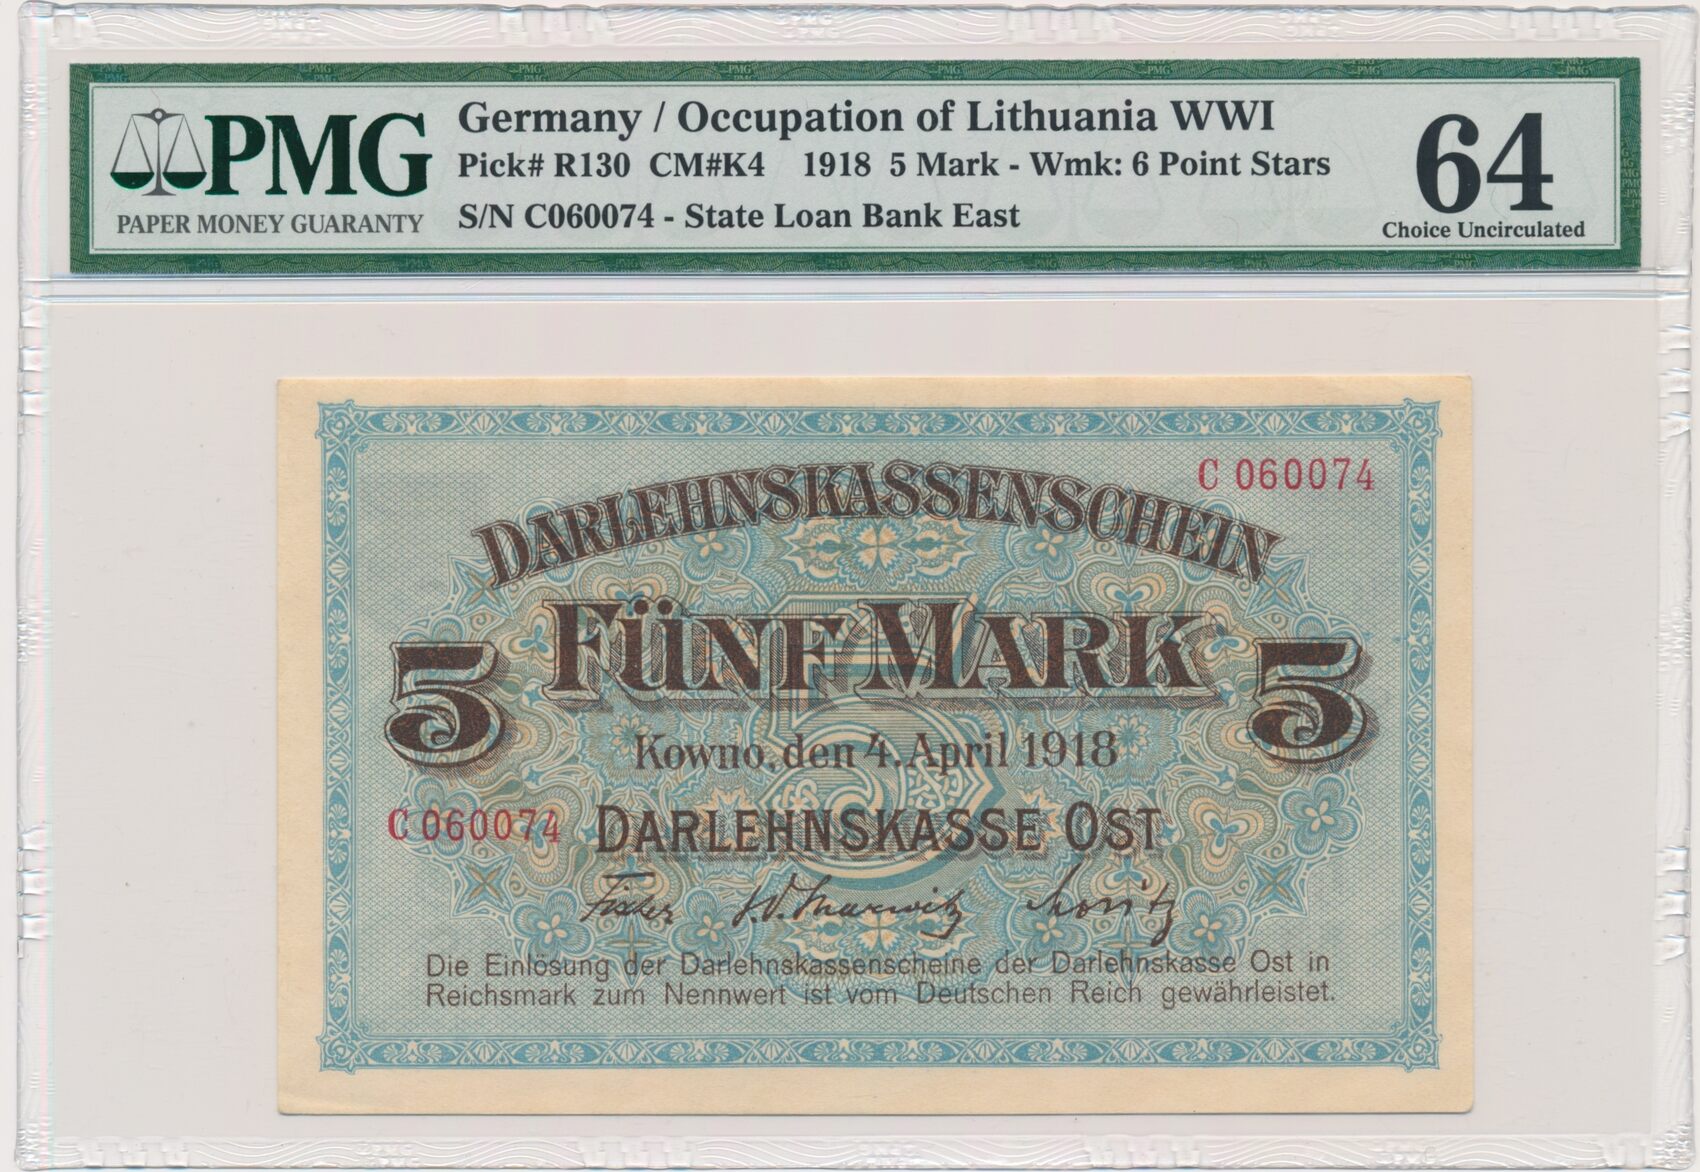 PMG
PAPER MONEY GUARANTY
Germany / Occupation of Lithuania WWI
Pick# R130 CM#K4 1918 5 Mark - Wmk: 6 Point Stars
S/N C060074 - State Loan Bank East
64
Choice Uncirculated
C 060074
DARLEHNSKASSENSCHEIN
5 FÜNF MARK 5
Kowno, den 4. April 1918
C 060074 DARLEHNSKASSE OST
Fischer
Die Einlösung der Darlehnskassenscheine der Darlehnskasse Ost in
Reichsmark zum Nennwert ist vom Deutschen Reich gewährleistet.